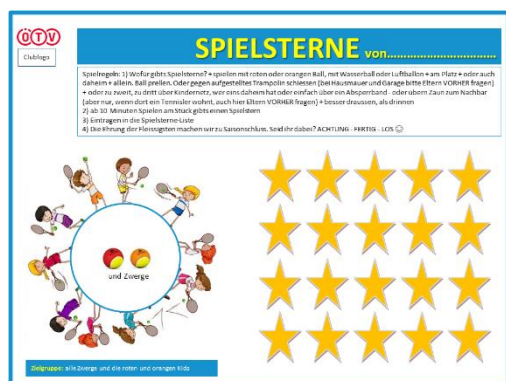 ÖTV
Clublogo
SPIELSTERNE von...............................
Spielregeln: 1) Wofür gibts Spielsterne? + spielen mit roten oder orangen Ball, mit Wasserball oder Luftballon + am Platz + oder auch
daheim + allein. Ball prellen. Oder gegen aufgestelltes Trampolin schiessen (bei Hausmauer und Garage bitte Eltern VORHER fragen)
+ oder zu zweit, zu dritt über Kindernetz, wer eins daheim hat oder einfach über ein Absperrband - oder übern Zaun zum Nachbar
(aber nur, wenn dort ein Tennisler wohnt, auch hier Eltern VORHER fragen) + besser draussen, als drinnen
2) ab 10 Minuten Spielen am Stück gibts einen Spielstern
3) Eintragen in die Spielsterne-Liste
4) Die Ehrung der Fleissigsten machen wir zu Saisonschluss. Seid ihr dabei? ACHTUNG - FERTIG - LOS ☺
und Zwerge
Zielgruppe: alle Zwerge und die roten und orangen Kids